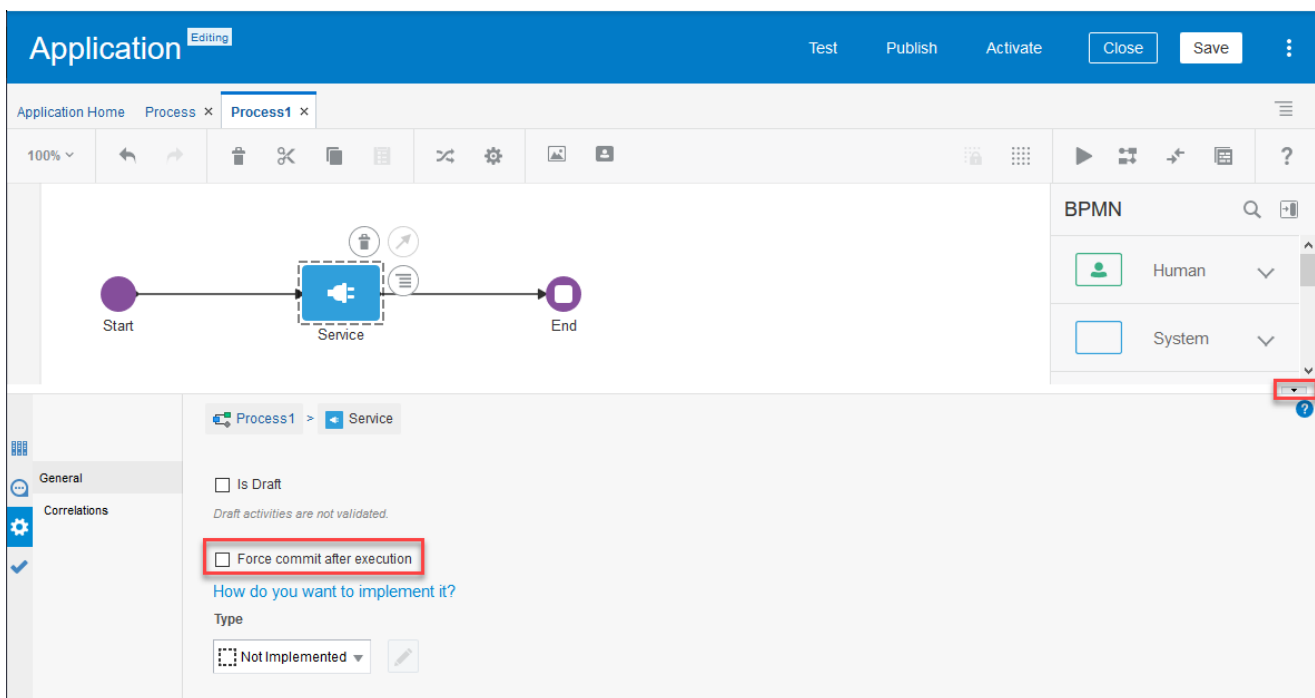 Application Editing Test Publish Activate Close Save
Application Home Process × Process1 ×
100% ?
BPMN
Human
Start Service End
System
?
Process1 > Service
General Is Draft
Correlations Draft activities are not validated.
Force commit after execution
How do you want to implement it?
Type
Not Implemented